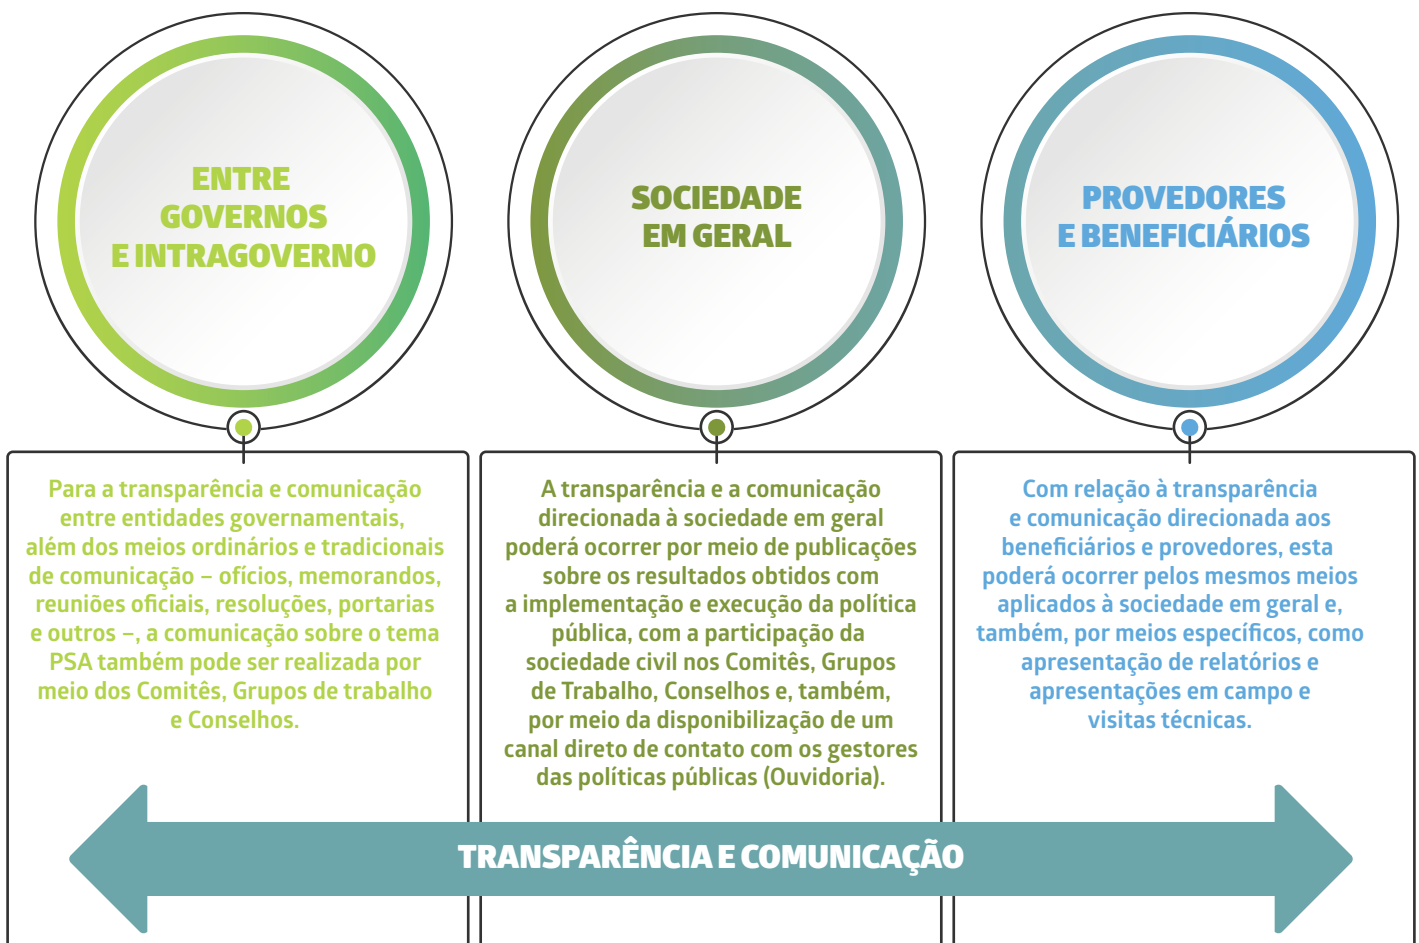 ENTRE
GOVERNOS
E INTRAGOVERNO
Para a transparência e comunicação
entre entidades governamentais,
além dos meios ordinários e tradicionais
de comunicação – ofícios, memorandos,
reuniões oficiais, resoluções, portarias
e outros –, a comunicação sobre o tema
PSA também pode ser realizada por
meio dos Comitês, Grupos de trabalho
e Conselhos.
SOCIEDADE
EM GERAL
A transparência e a comunicação
direcionada à sociedade em geral
poderá ocorrer por meio de publicações
sobre os resultados obtidos com
a implementação e execução da política
pública, com a participação da
sociedade civil nos Comitês, Grupos
de Trabalho, Conselhos e, também,
por meio da disponibilização de um
canal direto de contato com os gestores
das políticas públicas (Ouvidoria).
PROVEDORES
E BENEFICIÁRIOS
Com relação à transparência
e comunicação direcionada aos
beneficiários e provedores, esta
poderá ocorrer pelos mesmos meios
aplicados à sociedade em geral e,
também, por meios específicos, como
apresentação de relatórios e
apresentações em campo e
visitas técnicas.
TRANSPARÊNCIA E COMUNICAÇÃO